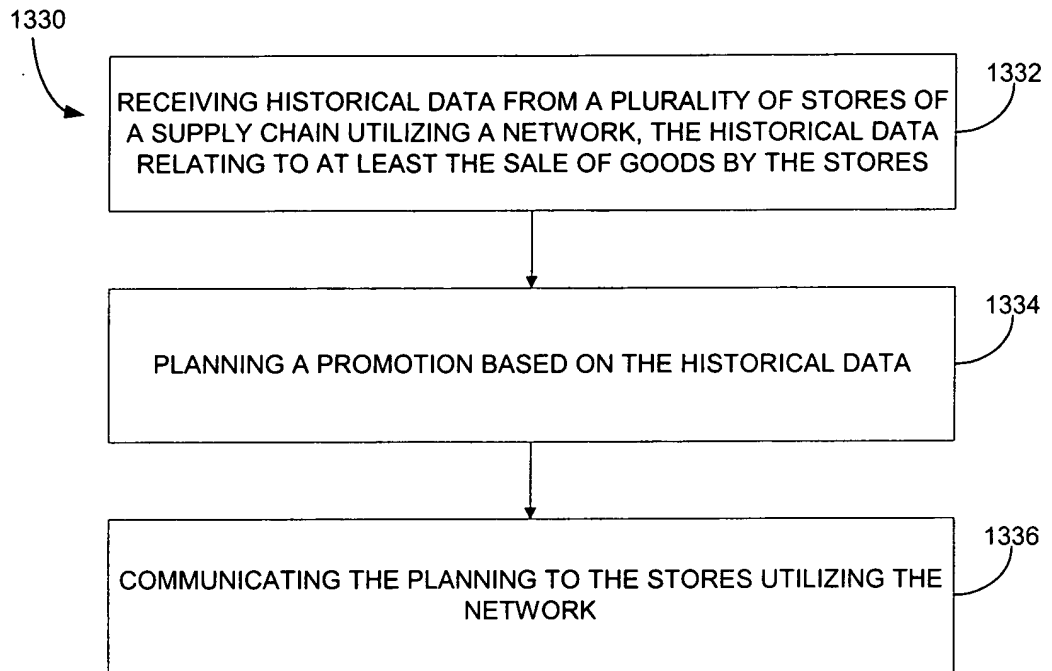 1330
1332
RECEIVING HISTORICAL DATA FROM A PLURALITY OF STORES OF
A SUPPLY CHAIN UTILIZING A NETWORK, THE HISTORICAL DATA
RELATING TO AT LEAST THE SALE OF GOODS BY THE STORES
1334
PLANNING A PROMOTION BASED ON THE HISTORICAL DATA
1336
COMMUNICATING THE PLANNING TO THE STORES UTILIZING THE
NETWORK